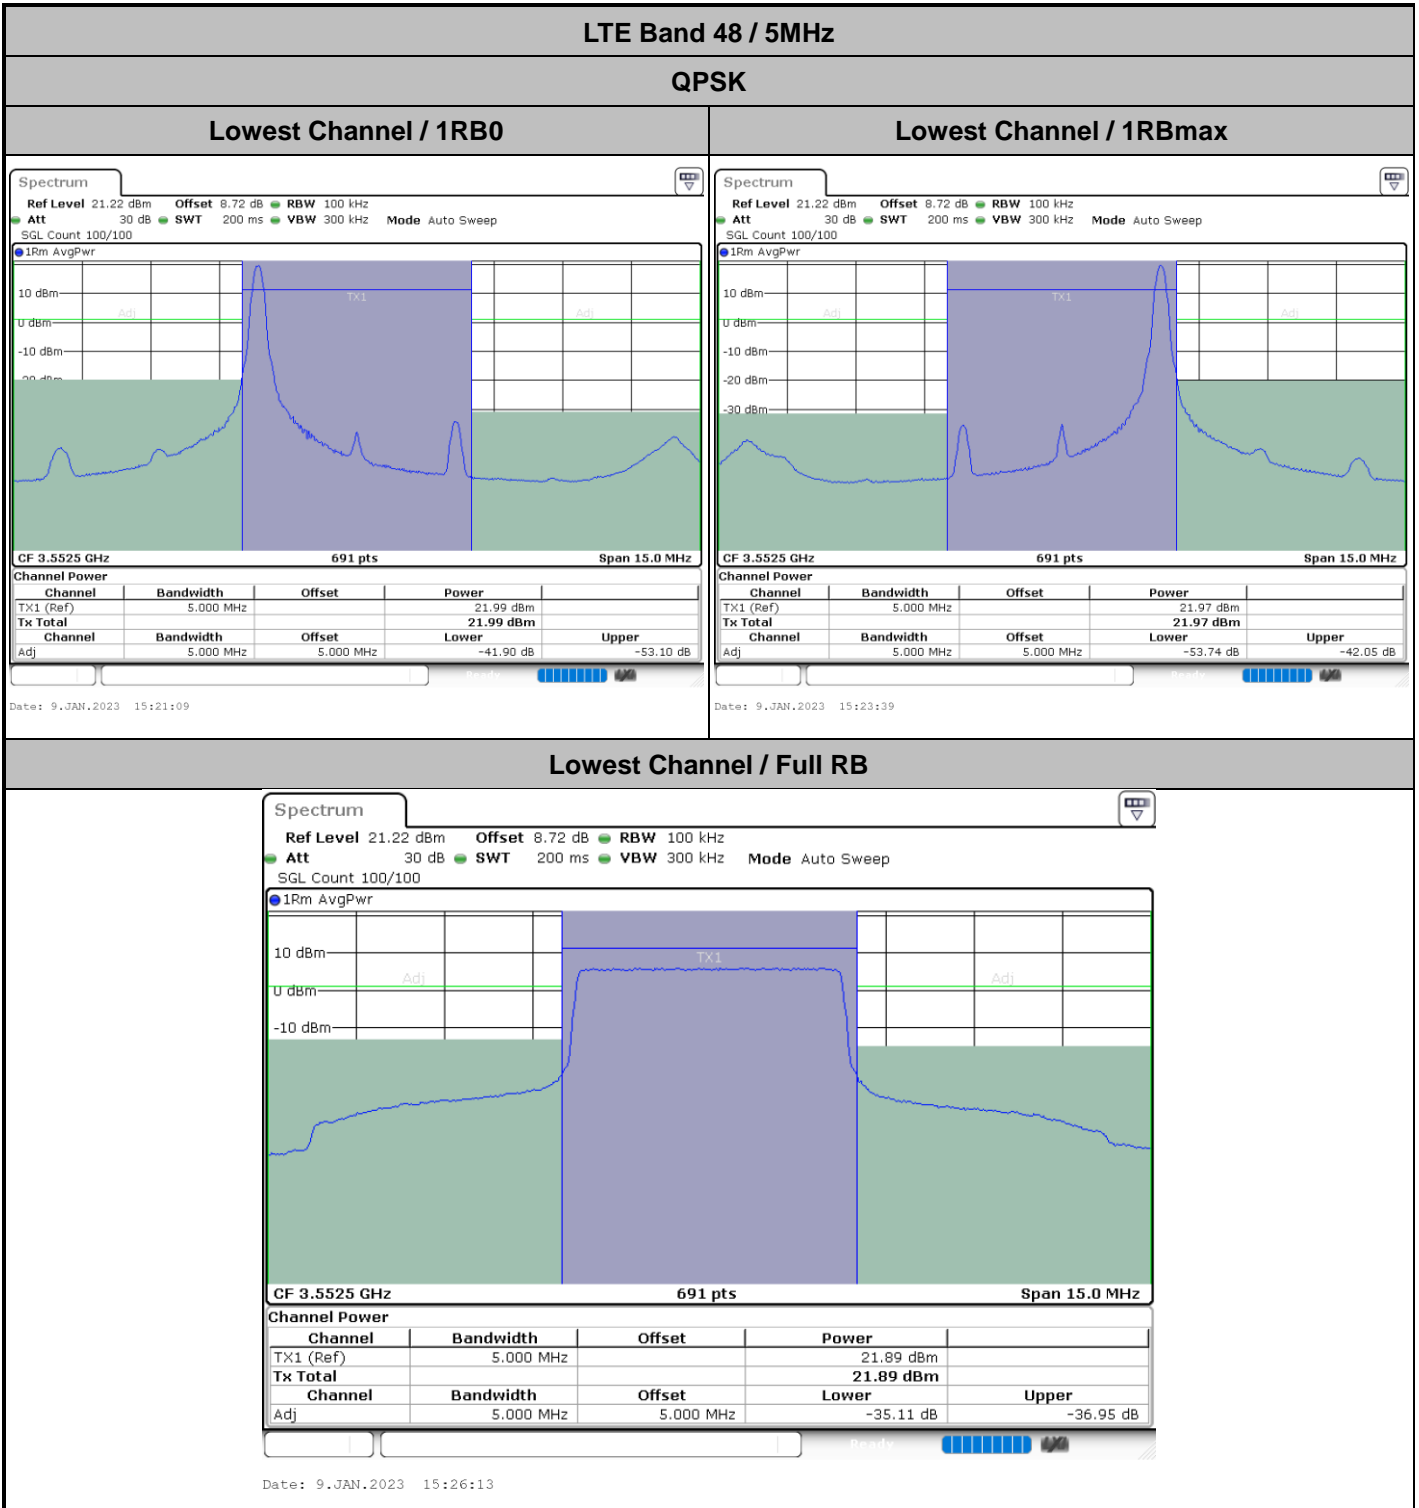 LTE Band 48 / 5MHz
QPSK
Lowest Channel / 1RB0
Lowest Channel / 1RBmax
Spectrum
Ref Level 21.22 dBm Offset 8.72 dB RBW 100 kHz
Att 30 dB SWT 200 ms VBW 300 kHz Mode Auto Sweep
SGL Count 100/100
1Rm AvgPwr
10 dBm
TX1
Adj
Adj
0 dBm
-10 dBm
-20 dBm
CF 3.5525 GHz 691 pts Span 15.0 MHz
Channel Power
Channel Bandwidth Offset Power
TX1 (Ref) 5.000 MHz 21.99 dBm
Tx Total 21.99 dBm
Channel Bandwidth Offset Lower Upper
Adj 5.000 MHz 5.000 MHz -41.90 dB -53.10 dB
Ready
Date: 9.JAN.2023 15:21:09
Spectrum
Ref Level 21.22 dBm Offset 8.72 dB RBW 100 kHz
Att 30 dB SWT 200 ms VBW 300 kHz Mode Auto Sweep
SGL Count 100/100
1Rm AvgPwr
10 dBm
TX1
Adj
Adj
0 dBm
-10 dBm
-20 dBm
-30 dBm
CF 3.5525 GHz 691 pts Span 15.0 MHz
Channel Power
Channel Bandwidth Offset Power
TX1 (Ref) 5.000 MHz 21.97 dBm
Tx Total 21.97 dBm
Channel Bandwidth Offset Lower Upper
Adj 5.000 MHz 5.000 MHz -53.74 dB -42.05 dB
Ready
Date: 9.JAN.2023 15:23:39
Lowest Channel / Full RB
Spectrum
Ref Level 21.22 dBm Offset 8.72 dB RBW 100 kHz
Att 30 dB SWT 200 ms VBW 300 kHz Mode Auto Sweep
SGL Count 100/100
1Rm AvgPwr
10 dBm
TX1
Adj
Adj
0 dBm
-10 dBm
CF 3.5525 GHz 691 pts Span 15.0 MHz
Channel Power
Channel Bandwidth Offset Power
TX1 (Ref) 5.000 MHz 21.89 dBm
Tx Total 21.89 dBm
Channel Bandwidth Offset Lower Upper
Adj 5.000 MHz 5.000 MHz -35.11 dB -36.95 dB
Ready
Date: 9.JAN.2023 15:26:13